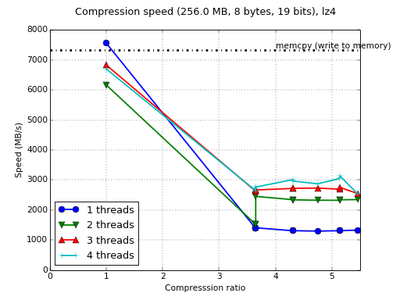 Compression speed (256.0 MB, 8 bytes, 19 bits), lz4
8000
7000
6000
5000
4000
3000
2000
1000
0
Speed (MB/s)
memcpy (write to memory)
1 threads
2 threads
3 threads
4 threads
0 1 2 3 4 5
Compresssion ratio